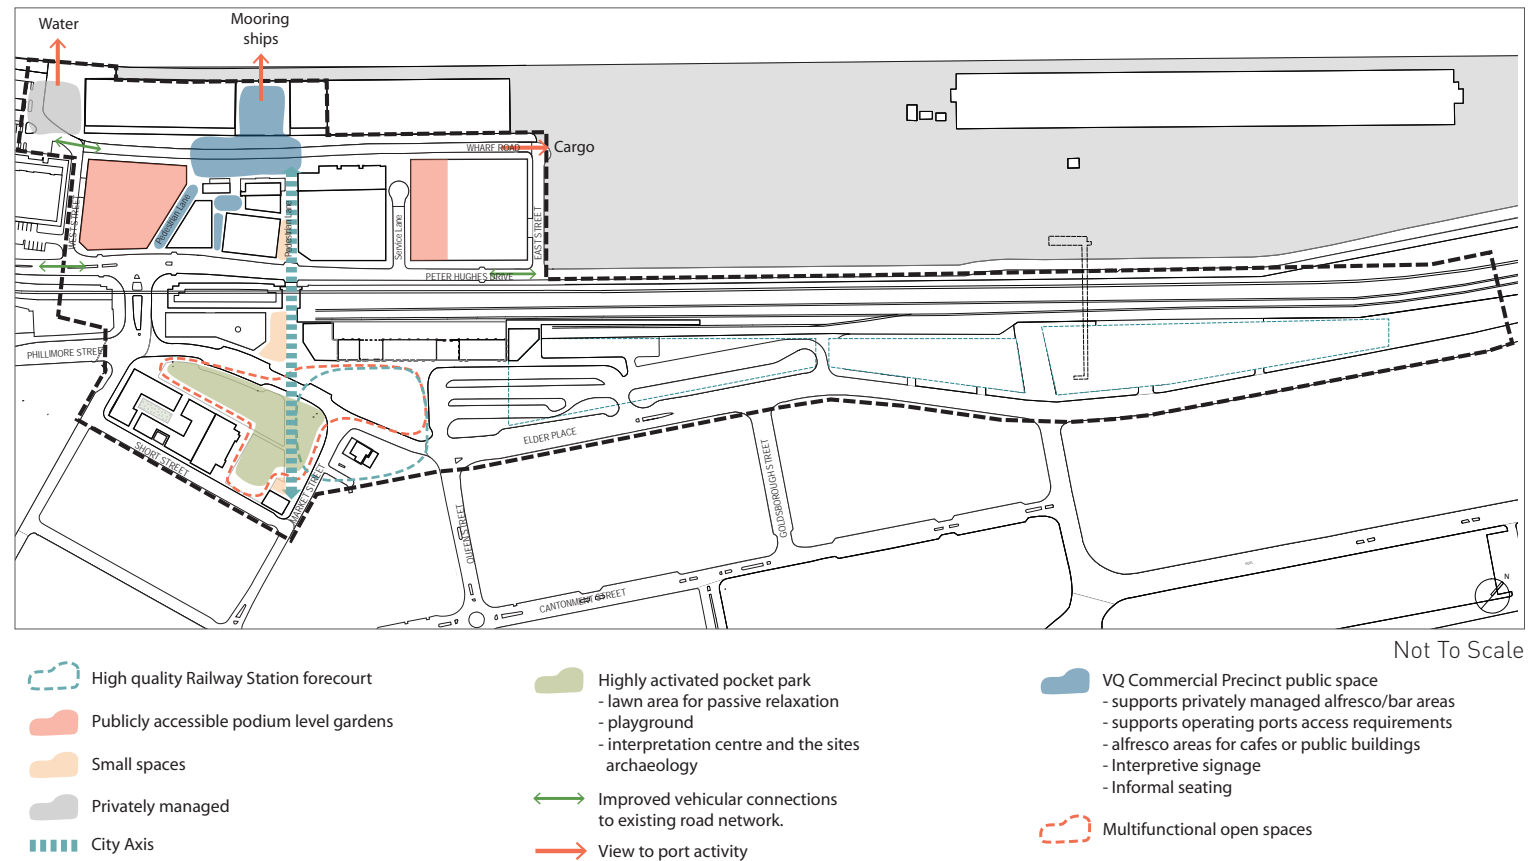 Water
Mooring
ships
WHARF ROAD
Cargo
WEST STREET
Pedestrian Lane
Pedestrian Lane
Service Lane
EAST STREET
PETER HUGHES DRIVE
PHILLIMORE STREET
SHORT STREET
MARKET STREET
ELDER PLACE
QUEEN STREET
GOLDSBOROUGH STREET
CANTONMENT STREET
N
Not To Scale
High quality Railway Station forecourt
Publicly accessible podium level gardens
Small spaces
Privately managed
City Axis
Highly activated pocket park
- lawn area for passive relaxation
- playground
- interpretation centre and the sites
archaeology
Improved vehicular connections
to existing road network.
View to port activity
VQ Commercial Precinct public space
- supports privately managed alfresco/bar areas
- supports operating ports access requirements
- alfresco areas for cafes or public buildings
- Interpretive signage
- Informal seating
Multifunctional open spaces